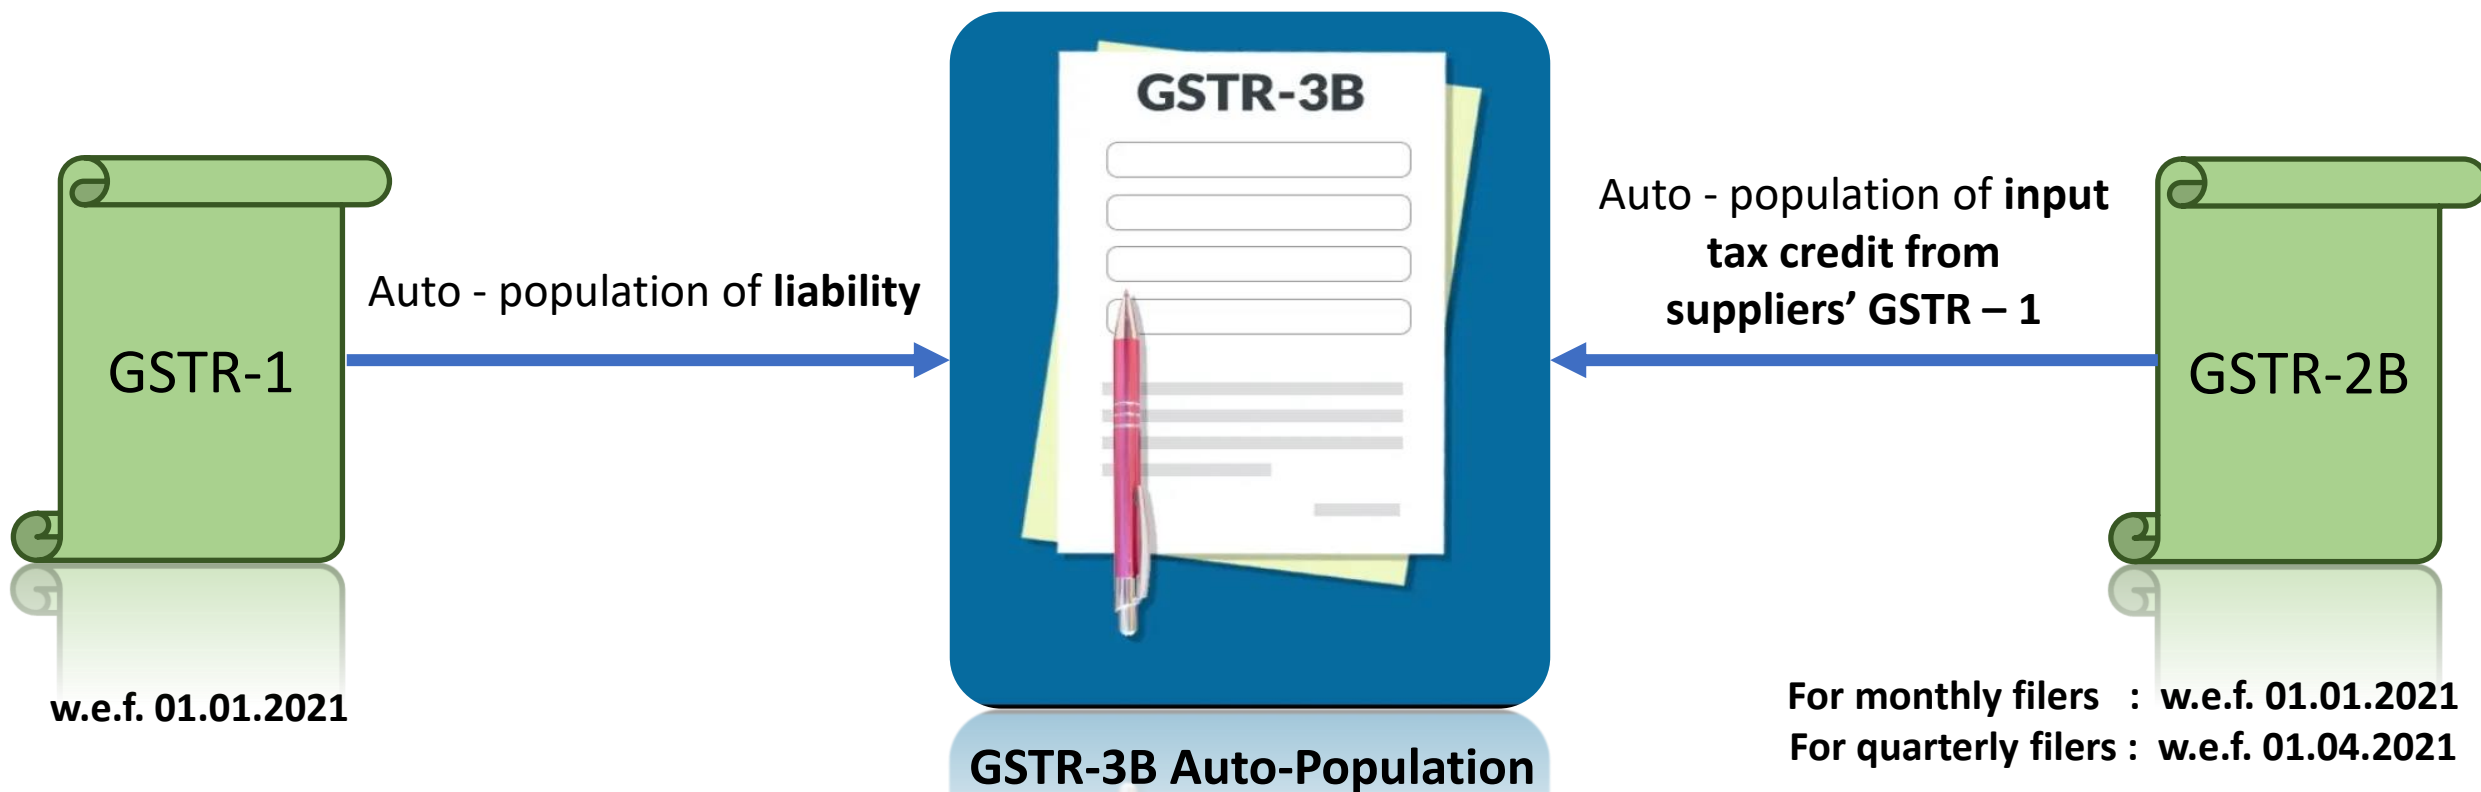 GSTR-1
w.e.f. 01.01.2021
Auto - population of liability
GSTR-3B
GSTR-3B Auto-Population
Auto - population of input
tax credit from
suppliers’ GSTR – 1
GSTR-2B
For monthly filers : w.e.f. 01.01.2021
For quarterly filers : w.e.f. 01.04.2021